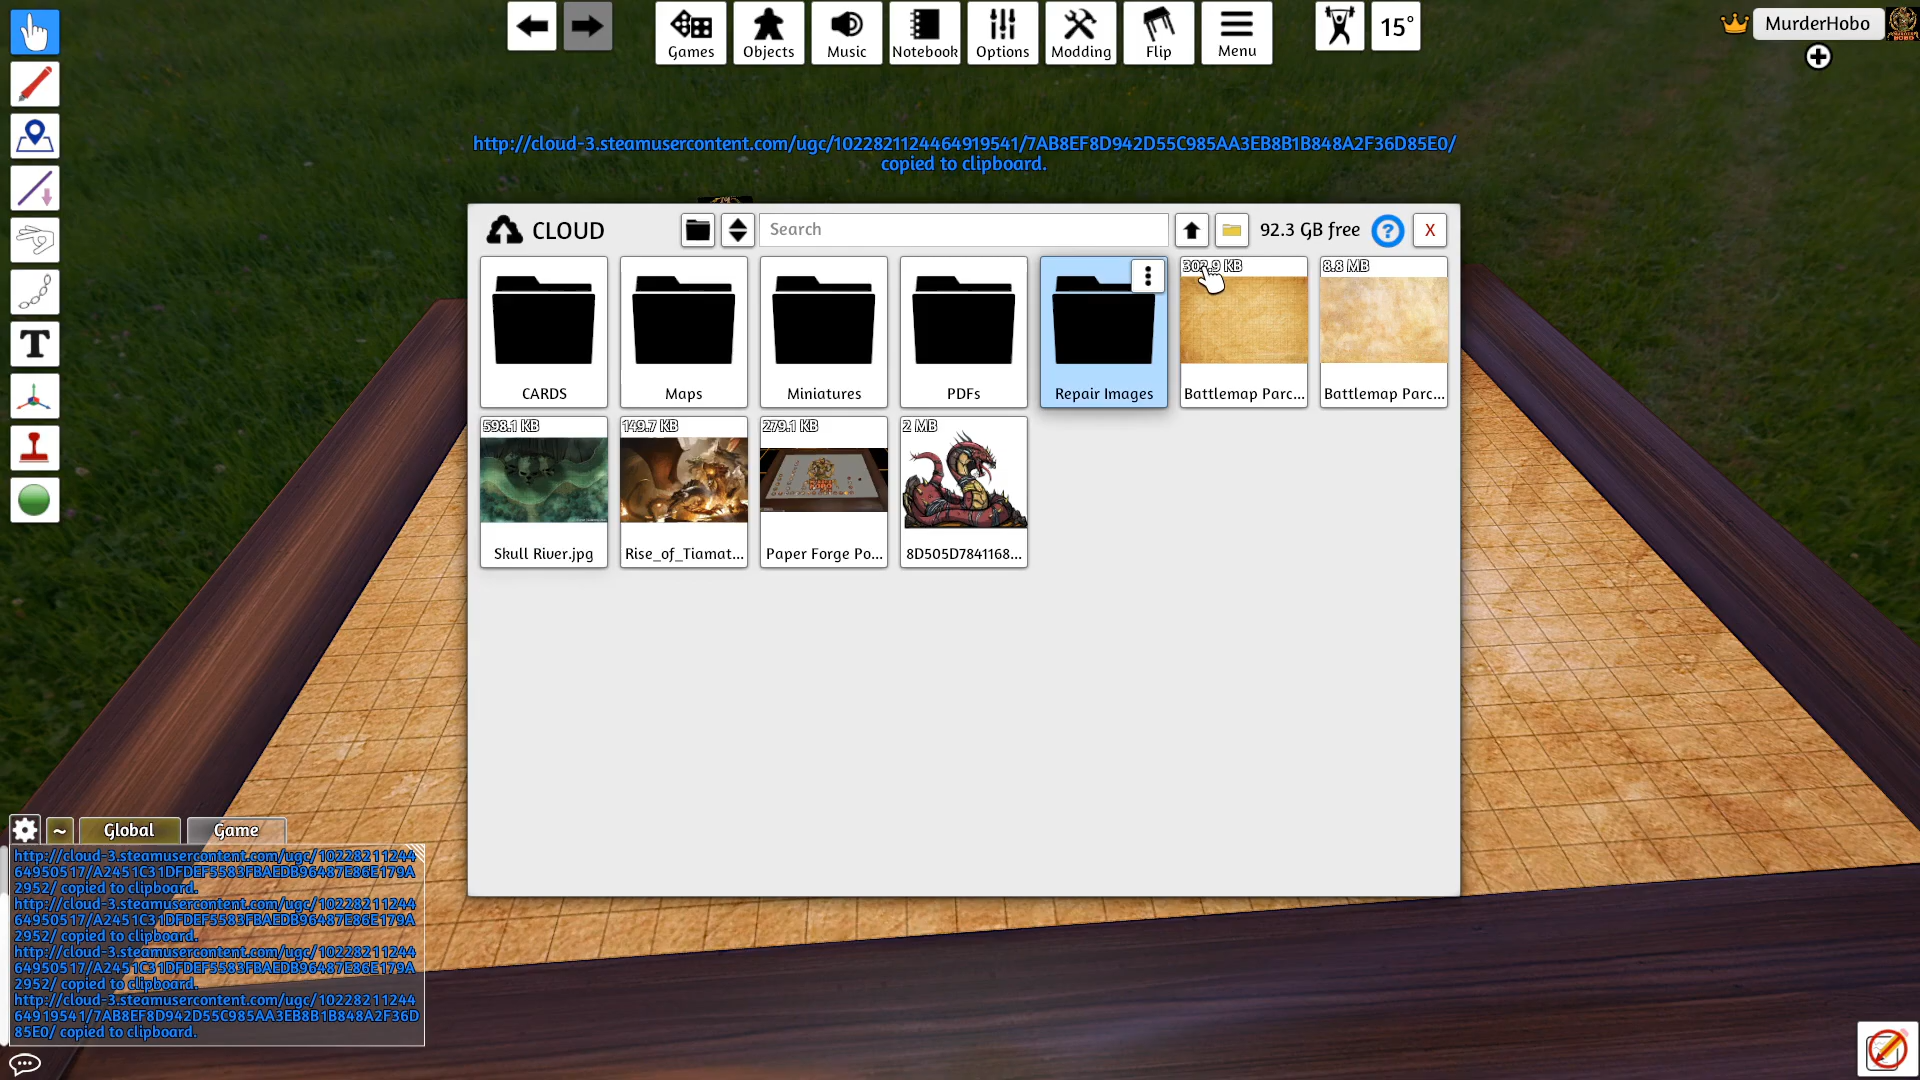 Games
Objects
Music
Notebook
Options
Modding
Flip
Menu
15°
MurderHobo
http://cloud-3.steamusercontent.com/ugc/1022821124464919541/7AB8EF8D942D55C985AA3EB8B1B848A2F36D85E0/
copied to clipboard.
CLOUD
Search
92.3 GB free
?
X
CARDS
Maps
Miniatures
PDFs
Repair Images
Battlemap Parc...
8.8 MB
Battlemap Parc...
598.1 KB
Skull River.jpg
149.7 KB
Rise_of_Tiamat...
279.1 KB
Paper Forge Po...
2 MB
8D505D7841168...
T
~
Global
Game
http://cloud-3.steamusercontent.com/ugc/10228211244
64950517/A2451C31DFDEF5583FBAEDB96487E86E179A
2952/ copied to clipboard.
http://cloud-3.steamusercontent.com/ugc/10228211244
64950517/A2451C31DFDEF5583FBAEDB96487E86E179A
2952/ copied to clipboard.
http://cloud-3.steamusercontent.com/ugc/10228211244
64950517/A2451C31DFDEF5583FBAEDB96487E86E179A
2952/ copied to clipboard.
http://cloud-3.steamusercontent.com/ugc/10228211244
64919541/7AB8EF8D942D55C985AA3EB8B1B848A2F36D
85E0/ copied to clipboard.